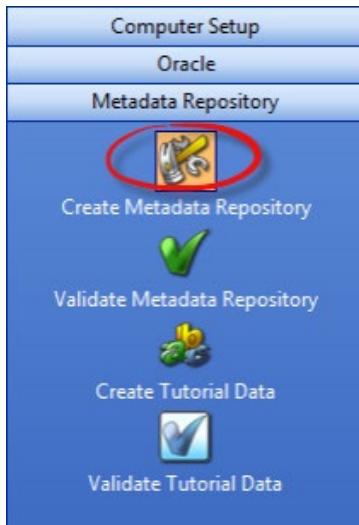 Computer Setup
Oracle
Metadata Repository
Create Metadata Repository
Validate Metadata Repository
Create Tutorial Data
Validate Tutorial Data